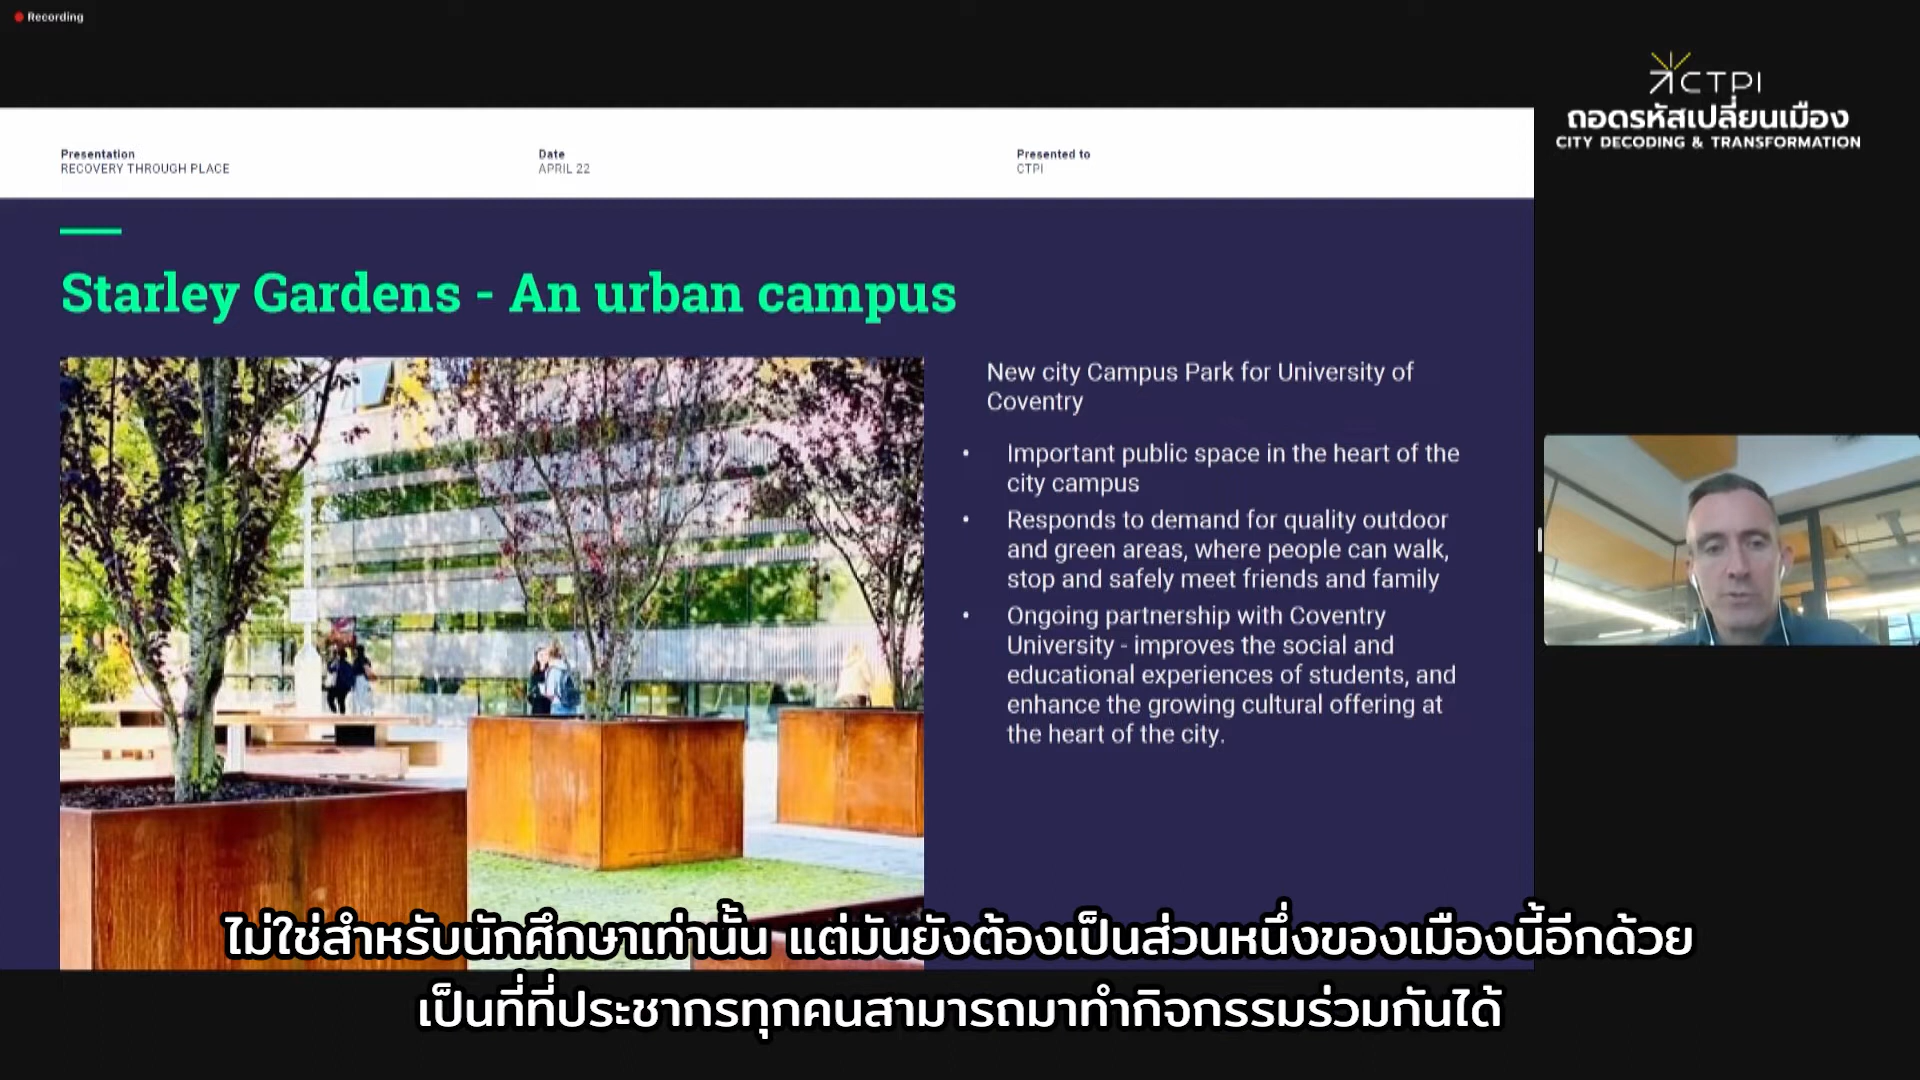 Recording
CTPI
ถอดรหัสเปลี่ยนเมือง
CITY DECODING & TRANSFORMATION
Presentation
RECOVERY THROUGH PLACE
Date
APRIL 22
Presented to
CTPI
Starley Gardens - An urban campus
New city Campus Park for University of
Coventry
• Important public space in the heart of the
city campus
• Responds to demand for quality outdoor
and green areas, where people can walk,
stop and safely meet friends and family
• Ongoing partnership with Coventry
University - improves the social and
educational experiences of students, and
enhance the growing cultural offering at
the heart of the city.
ไม่ใช่สำหรับนักศึกษาเท่านั้น แต่มันยังต้องเป็นส่วนหนึ่งของเมืองนี้อีกด้วย
เป็นที่ที่ประชากรทุกคนสามารถมาทำกิจกรรมร่วมกันได้